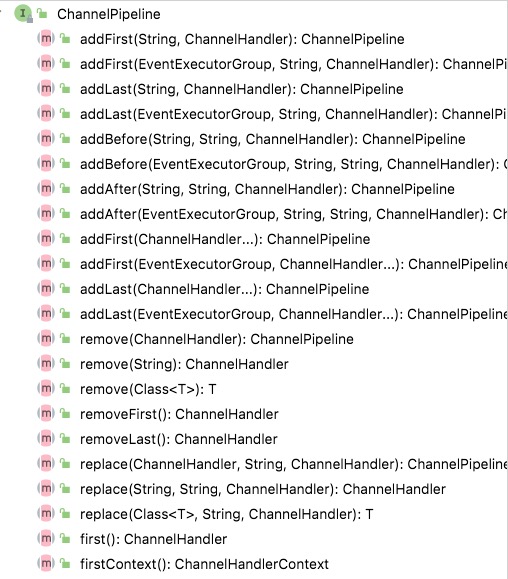 I ChannelPipeline
m addFirst(String, ChannelHandler): ChannelPipeline
m addFirst(EventExecutorGroup, String, ChannelHandler): ChannelPi
m addLast(String, ChannelHandler): ChannelPipeline
m addLast(EventExecutorGroup, String, ChannelHandler): ChannelPi
m addBefore(String, String, ChannelHandler): ChannelPipeline
m addBefore(EventExecutorGroup, String, String, ChannelHandler): C
m addAfter(String, String, ChannelHandler): ChannelPipeline
m addAfter(EventExecutorGroup, String, String, ChannelHandler): Ch
m addFirst(ChannelHandler...): ChannelPipeline
m addFirst(EventExecutorGroup, ChannelHandler...): ChannelPipeline
m addLast(ChannelHandler...): ChannelPipeline
m addLast(EventExecutorGroup, ChannelHandler...): ChannelPipeline
m remove(ChannelHandler): ChannelPipeline
m remove(String): ChannelHandler
m remove(Class<T>): T
m removeFirst(): ChannelHandler
m removeLast(): ChannelHandler
m replace(ChannelHandler, String, ChannelHandler): ChannelPipeline
m replace(String, String, ChannelHandler): ChannelHandler
m replace(Class<T>, String, ChannelHandler): T
m first(): ChannelHandler
m firstContext(): ChannelHandlerContext